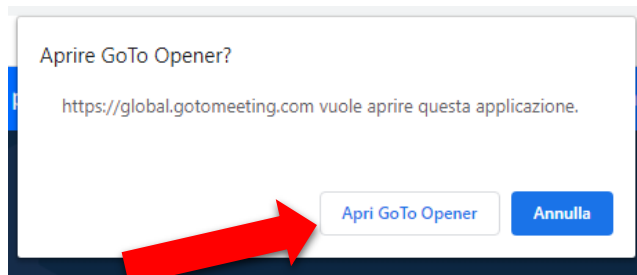 Aprire GoTo Opener?
https://global.gotomeeting.com vuole aprire questa applicazione.
Apri GoTo Opener
Annulla